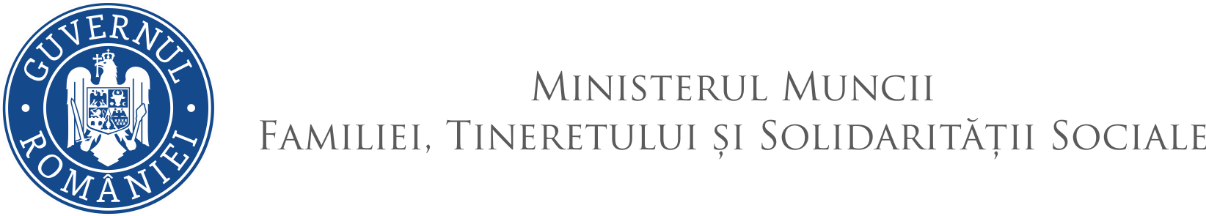 GUVERNUL
ROMÂNIEI
MINISTERUL MUNCII
FAMILIEI, TINERETULUI ȘI SOLIDARITĂȚII SOCIALE